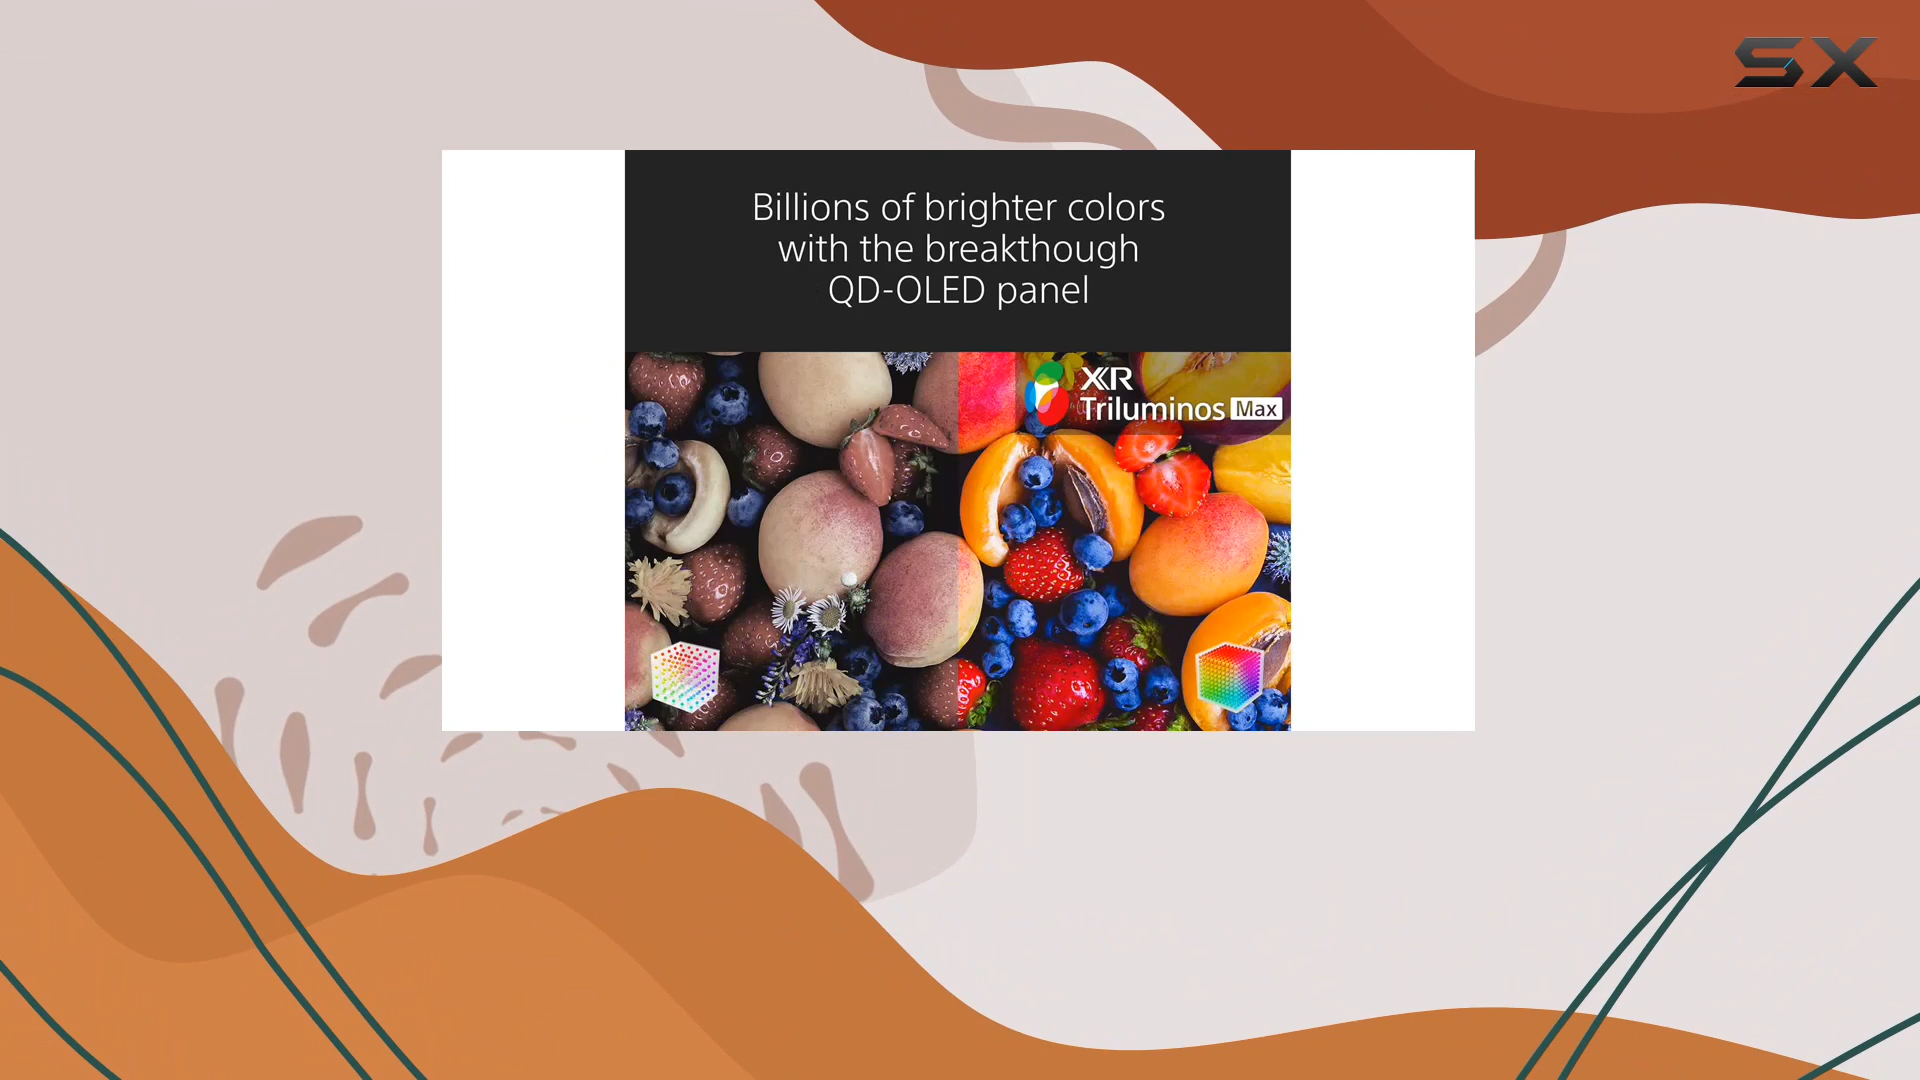 SX
Billions of brighter colors
with the breakthough
QD-OLED panel
XR
Triluminos Max